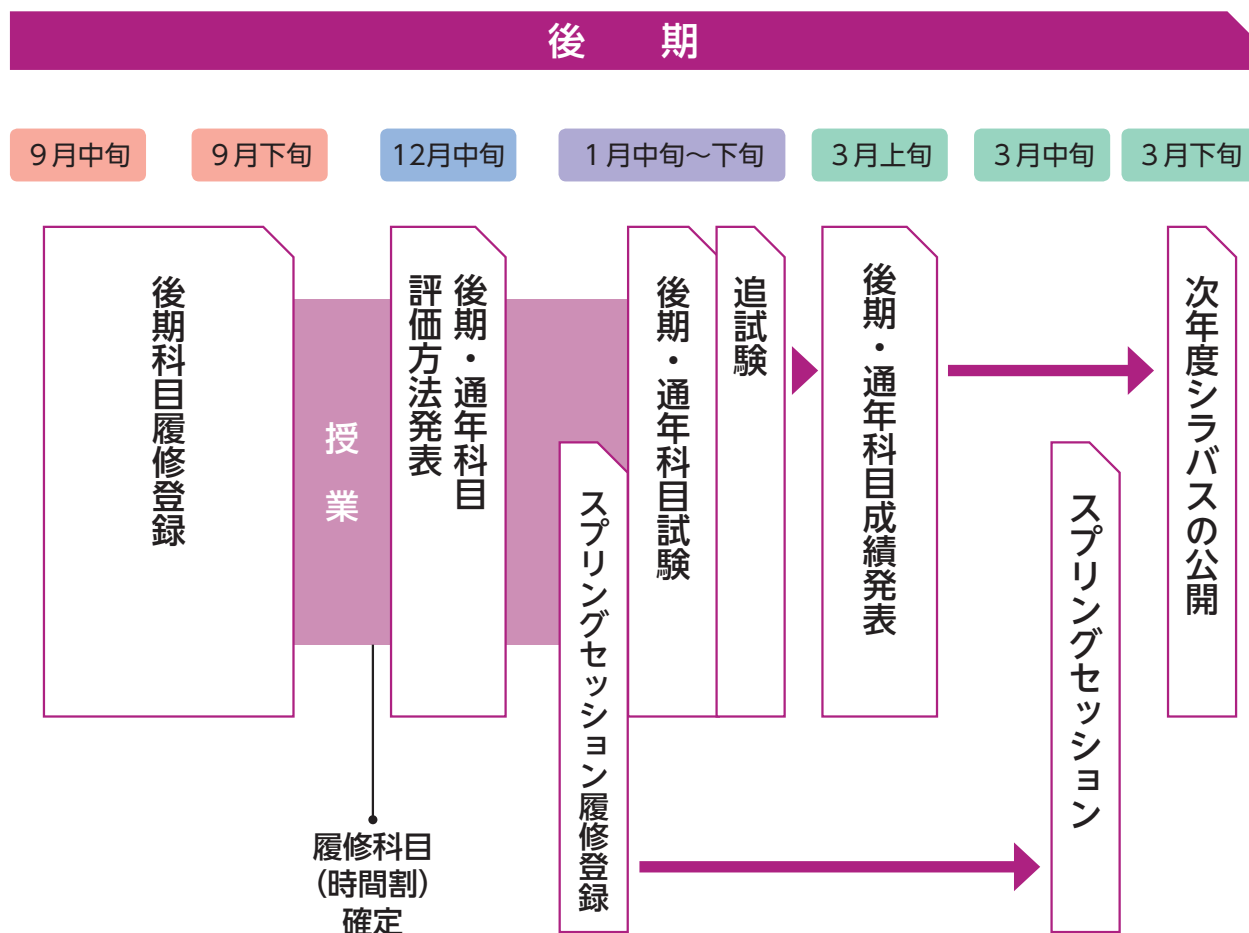 後　期
9月中旬
9月下旬
12月中旬
1月中旬～下旬
3月上旬
3月中旬
3月下旬
後期科目履修登録
授業
履修科目
(時間割)
確定
後期・通年科目
評価方法発表
スプリングセッション履修登録
後期・通年科目試験
追試験
後期・通年科目成績発表
スプリングセッション
次年度シラバスの公開